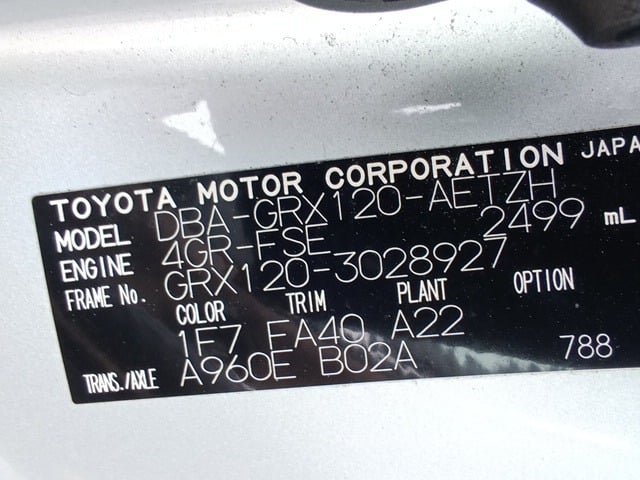 TOYOTA MOTOR CORPORATION JAPA
MODEL DBA-GRX120-AETZH
ENGINE 4GR-FSE 2499 mL
FRAME No. GRX120-3028927
COLOR TRIM PLANT OPTION
1F7 FA40 A22
TRANS./AXLE A960E B02A 788